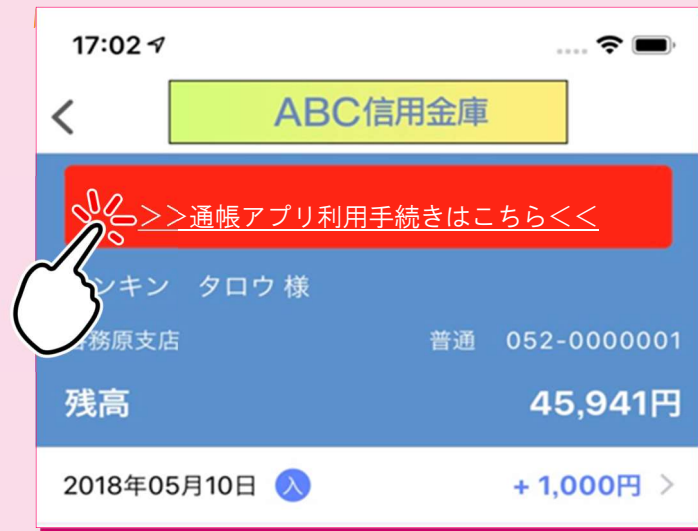 17:02
ABC信用金庫
>>通帳アプリ利用手続きはこちら<<
ンキン　タロウ 様
務原支店　普通　052-0000001
残高　45,941円
2018年05月10日 入 + 1,000円 >